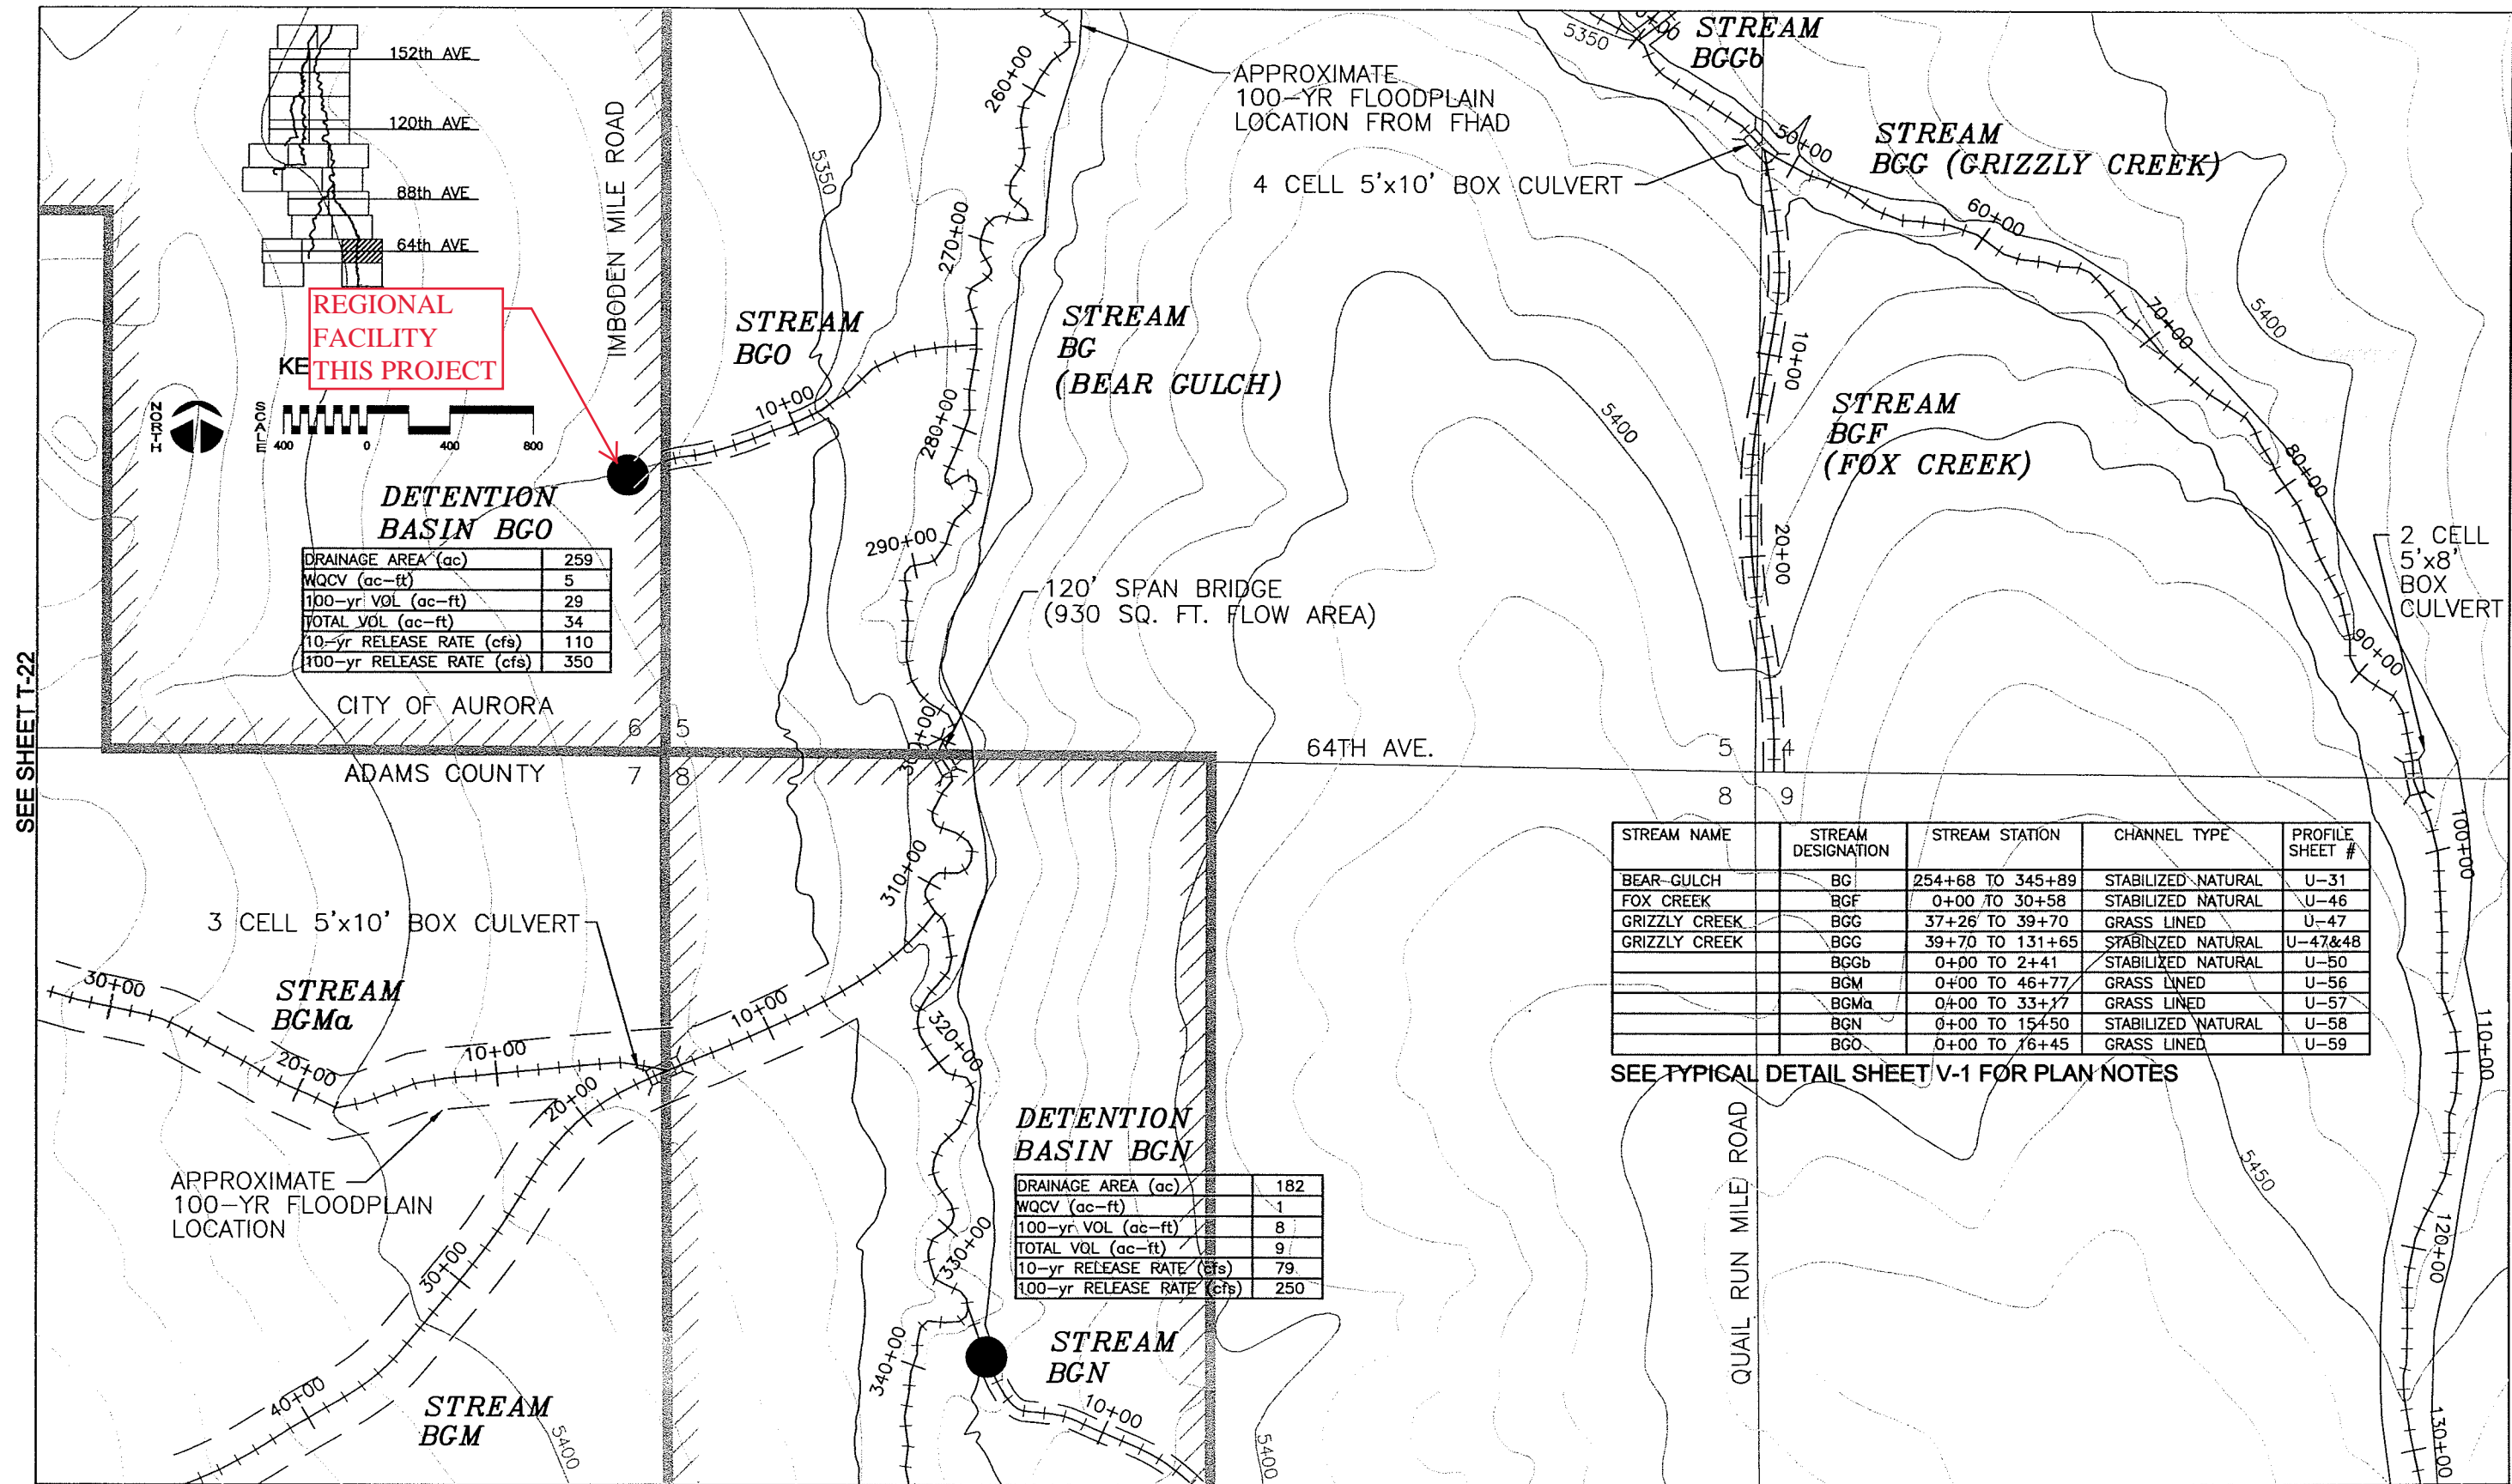 152th AVE
120th AVE
88th AVE
64th AVE
REGIONAL
FACILITY
THIS PROJECT
KE
NORTH
SCALE
400 0 400 800
IMBODEN MILE ROAD
DETENTION
BASIN BGO
DRAINAGE AREA (ac) 259
WQCV (ac-ft) 5
100-yr VOL (ac-ft) 29
TOTAL VOL (ac-ft) 34
10-yr RELEASE RATE (cfs) 110
100-yr RELEASE RATE (cfs) 350
CITY OF AURORA
ADAMS COUNTY
6 5
7 8
SEE SHEET T-22
5350
STREAM
BGO
10+00
260+00
270+00
280+00
290+00
300+00
310+00
320+00
330+00
340+00
STREAM
BG
(BEAR GULCH)
APPROXIMATE
100-YR FLOODPLAIN
LOCATION FROM FHAD
4 CELL 5'x10' BOX CULVERT
5350
STREAM
BGGb
50+00
STREAM
BGG (GRIZZLY CREEK)
60+00
70+00
80+00
90+00
100+00
110+00
120+00
130+00
5400
5400
10+00
20+00
STREAM
BGF
(FOX CREEK)
2 CELL
5'x8'
BOX
CULVERT
120' SPAN BRIDGE
(930 SQ. FT. FLOW AREA)
64TH AVE.
5 4
8 9
STREAM NAME STREAM DESIGNATION STREAM STATION CHANNEL TYPE PROFILE SHEET #
BEAR GULCH BG 254+68 TO 345+89 STABILIZED NATURAL U-31
FOX CREEK BGF 0+00 TO 30+58 STABILIZED NATURAL U-46
GRIZZLY CREEK BGG 37+26 TO 39+70 GRASS LINED U-47
GRIZZLY CREEK BGG 39+70 TO 131+65 STABILIZED NATURAL U-47&48
BGGb 0+00 TO 2+41 STABILIZED NATURAL U-50
BGM 0+00 TO 46+77 GRASS LINED U-56
BGMa 0+00 TO 33+17 GRASS LINED U-57
BGN 0+00 TO 15+50 STABILIZED NATURAL U-58
BGO 0+00 TO 16+45 GRASS LINED U-59
SEE TYPICAL DETAIL SHEET V-1 FOR PLAN NOTES
3 CELL 5'x10' BOX CULVERT
30+00
STREAM
BGMa
20+00
10+00
10+00
20+00
30+00
40+00
APPROXIMATE
100-YR FLOODPLAIN
LOCATION
STREAM
BGM
5400
DETENTION
BASIN BGN
DRAINAGE AREA (ac) 182
WQCV (ac-ft) 1
100-yr VOL (ac-ft) 8
TOTAL VOL (ac-ft) 9
10-yr RELEASE RATE (cfs) 79
100-yr RELEASE RATE (cfs) 250
STREAM
BGN
10+00
5400
QUAIL RUN MILE ROAD
5450